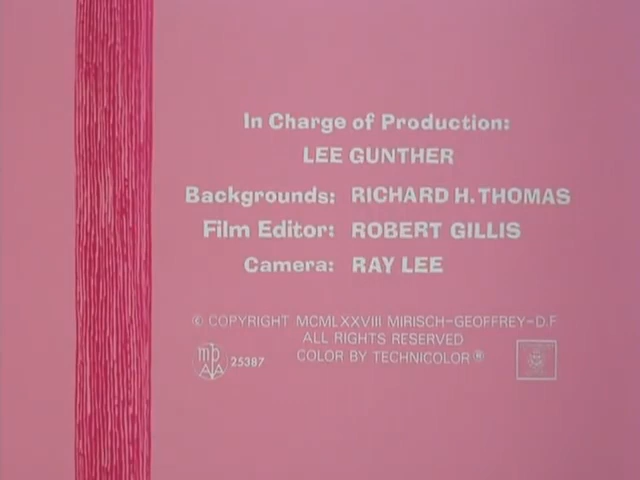 In Charge of Production:
LEE GUNTHER
Backgrounds: RICHARD H. THOMAS
Film Editor: ROBERT GILLIS
Camera: RAY LEE
© COPYRIGHT MCMLXXVIII MIRISCH-GEOFFREY-D.F.
ALL RIGHTS RESERVED
COLOR BY TECHNICOLOR®
mpAA 25387